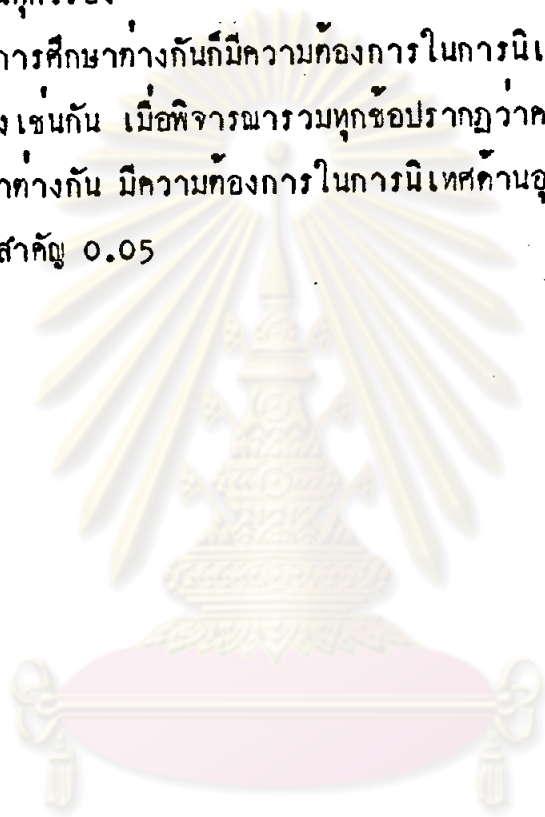 การศึกษาต่างกันก็มีความต้องการในการนิเ
ง เช่นกัน เมื่อพิจารณารวมทุกข้อปรากฏว่าค
าต่างกัน มีความต้องการในการนิเทศด้านอุ
สำคัญ 0.05